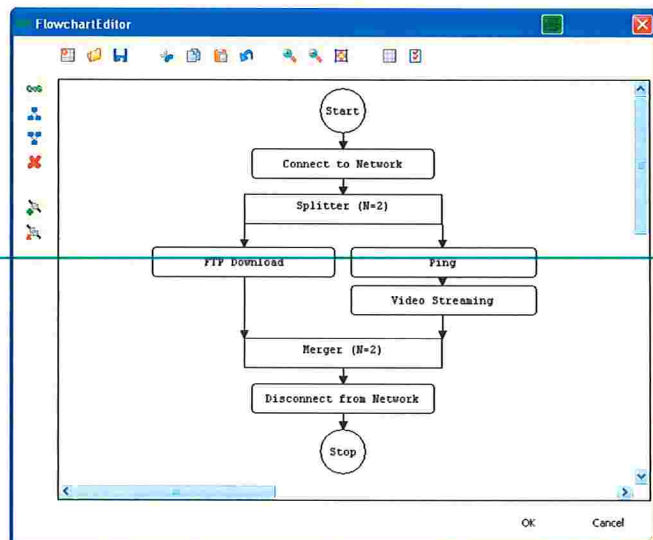 FlowchartEditor
QoS
Start
Connect to Network
Splitter (N=2)
FTP Download
Ping
Video Streaming
Merger (N=2)
Disconnect from Network
Stop
OK
Cancel